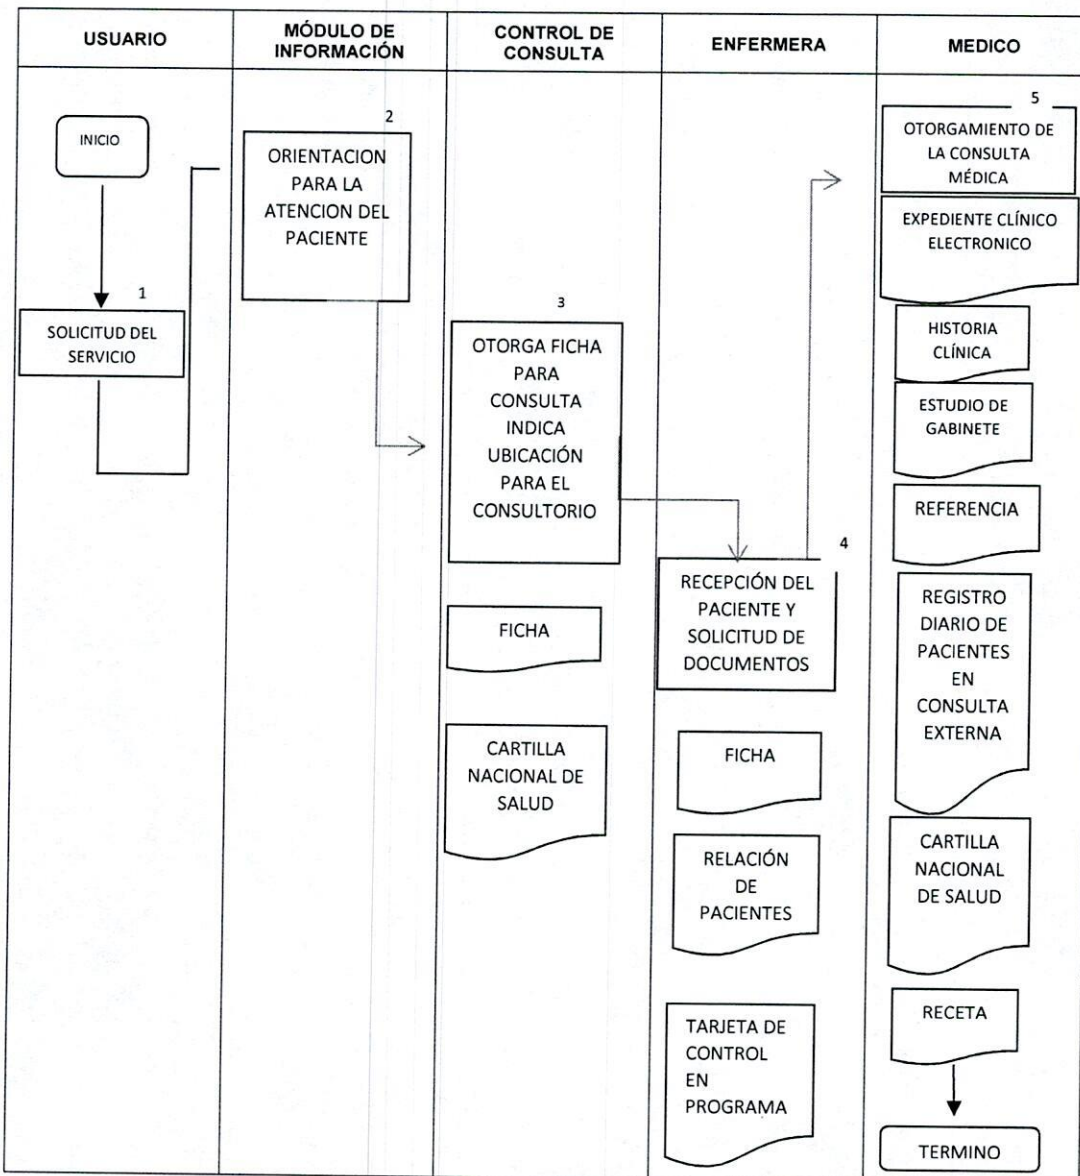 USUARIO
MÓDULO DE
INFORMACIÓN
CONTROL DE
CONSULTA
ENFERMERA
MEDICO
INICIO
1
SOLICITUD DEL
SERVICIO
2
ORIENTACION
PARA LA
ATENCION DEL
PACIENTE
3
OTORGA FICHA
PARA
CONSULTA
INDICA
UBICACIÓN
PARA EL
CONSULTORIO
FICHA
CARTILLA
NACIONAL DE
SALUD
4
RECEPCIÓN DEL
PACIENTE Y
SOLICITUD DE
DOCUMENTOS
FICHA
RELACIÓN
DE
PACIENTES
TARJETA DE
CONTROL
EN
PROGRAMA
5
OTORGAMIENTO DE
LA CONSULTA
MÉDICA
EXPEDIENTE CLÍNICO
ELECTRONICO
HISTORIA
CLÍNICA
ESTUDIO DE
GABINETE
REFERENCIA
REGISTRO
DIARIO DE
PACIENTES
EN
CONSULTA
EXTERNA
CARTILLA
NACIONAL
DE SALUD
RECETA
TERMINO